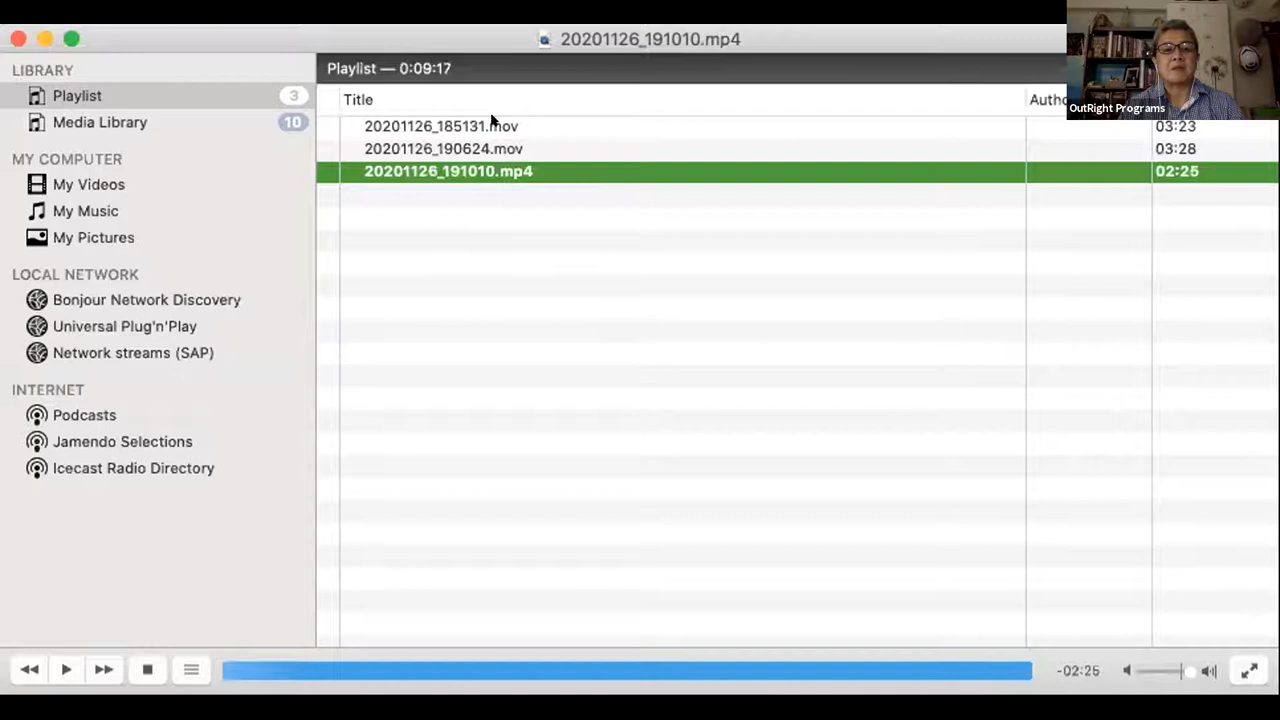 20201126_191010.mp4
LIBRARY
Playlist 3
Media Library 10
MY COMPUTER
My Videos
My Music
My Pictures
LOCAL NETWORK
Bonjour Network Discovery
Universal Plug'n'Play
Network streams (SAP)
INTERNET
Podcasts
Jamendo Selections
Icecast Radio Directory
Playlist — 0:09:17
Title Autho
20201126_185131.mov 03:23
20201126_190624.mov 03:28
20201126_191010.mp4 02:25
OutRight Programs
-02:25